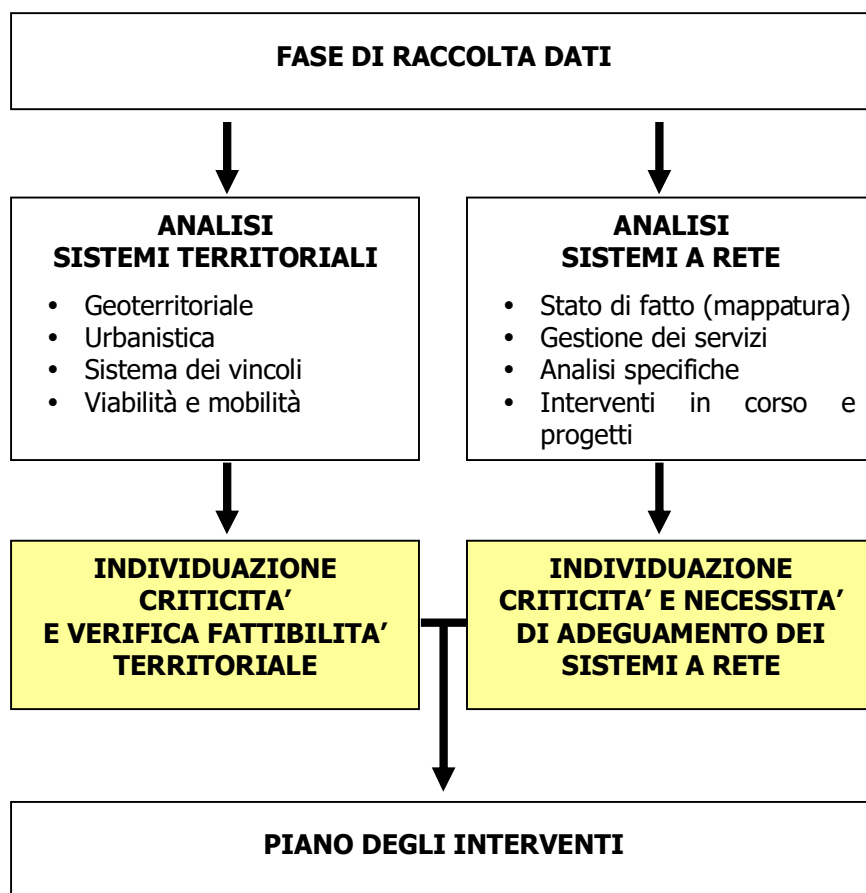 FASE DI RACCOLTA DATI
ANALISI
SISTEMI TERRITORIALI
• Geoterritoriale
• Urbanistica
• Sistema dei vincoli
• Viabilità e mobilità
ANALISI
SISTEMI A RETE
• Stato di fatto (mappatura)
• Gestione dei servizi
• Analisi specifiche
• Interventi in corso e
progetti
INDIVIDUAZIONE
CRITICITA’
E VERIFICA FATTIBILITA’
TERRITORIALE
INDIVIDUAZIONE
CRITICITA’ E NECESSITA’
DI ADEGUAMENTO DEI
SISTEMI A RETE
PIANO DEGLI INTERVENTI